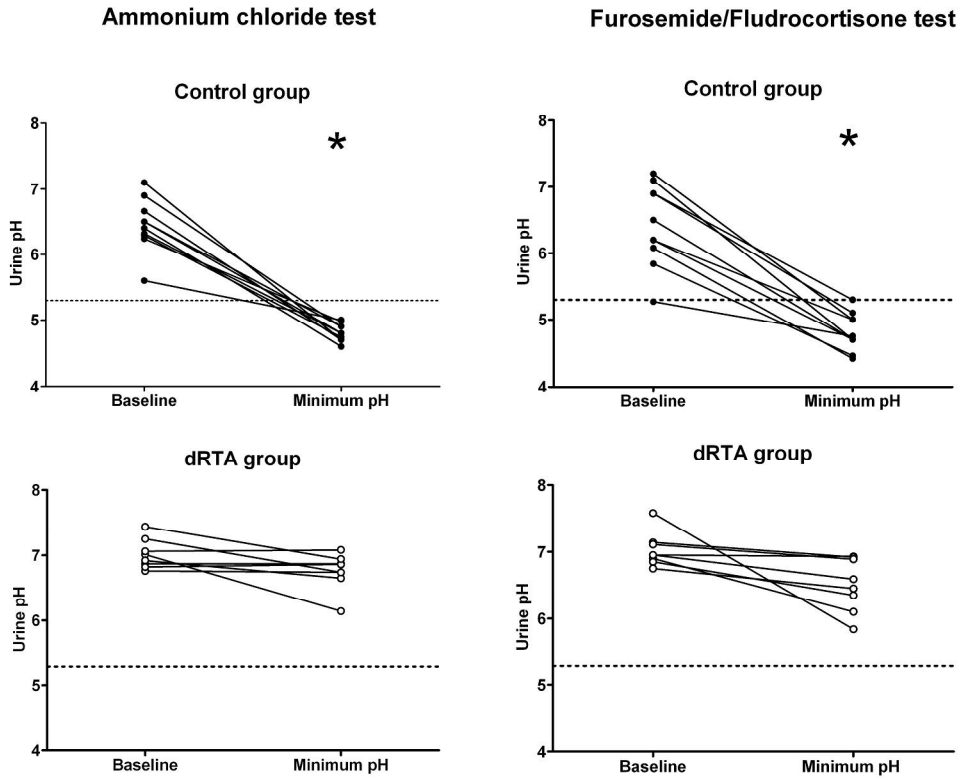 Ammonium chloride test
Control group
*
Urine pH
8
7
6
5
4
Baseline Minimum pH
dRTA group
Urine pH
8
7
6
5
4
Baseline Minimum pH
Furosemide/Fludrocortisone test
Control group
*
Urine pH
8
7
6
5
4
Baseline Minimum pH
dRTA group
Urine pH
8
7
6
5
4
Baseline Minimum pH